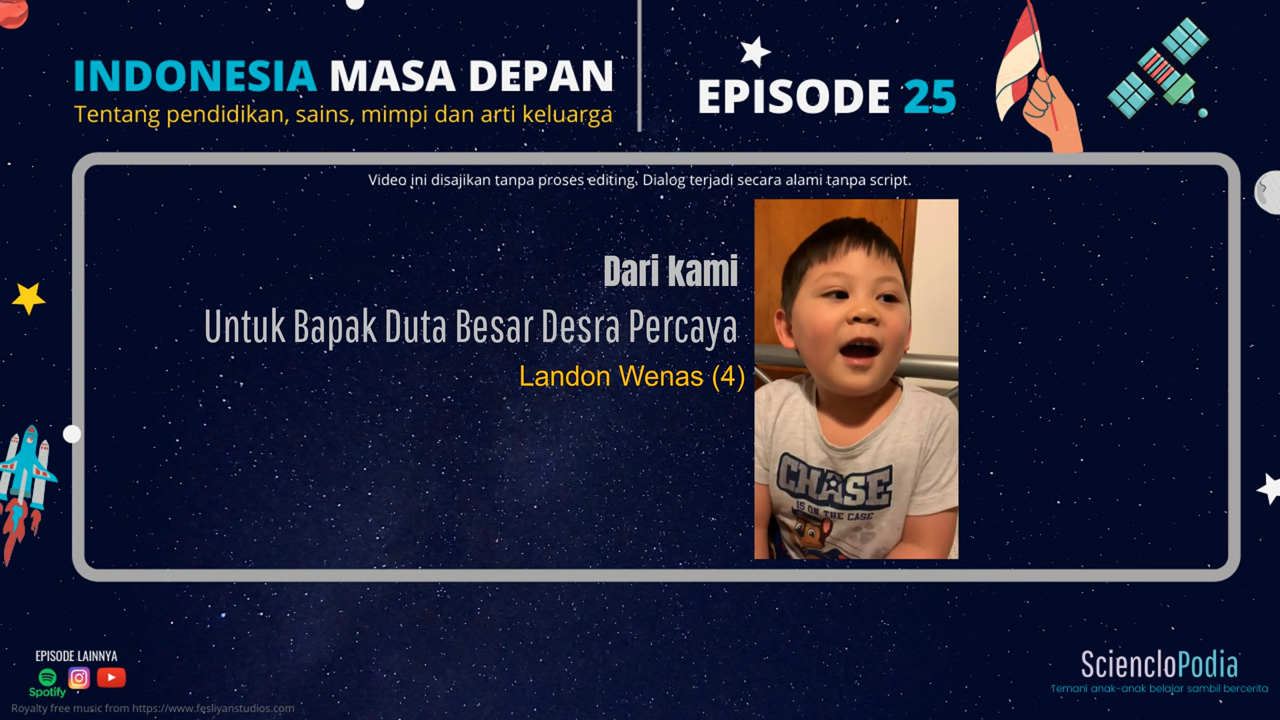 INDONESIA MASA DEPAN
Tentang pendidikan, sains, mimpi dan arti keluarga
EPISODE 25
Video ini disajikan tanpa proses editing. Dialog terjadi secara alami tanpa script.
Dari kami
Untuk Bapak Duta Besar Desra Percaya
Landon Wenas (4)
CHASE
IS ON THE CASE
EPISODE LAINNYA
Spotify
Royalty free music from https://www.fesliyanstudios.com
SciencloPodia
Temani anak-anak belajar sambil bercerita